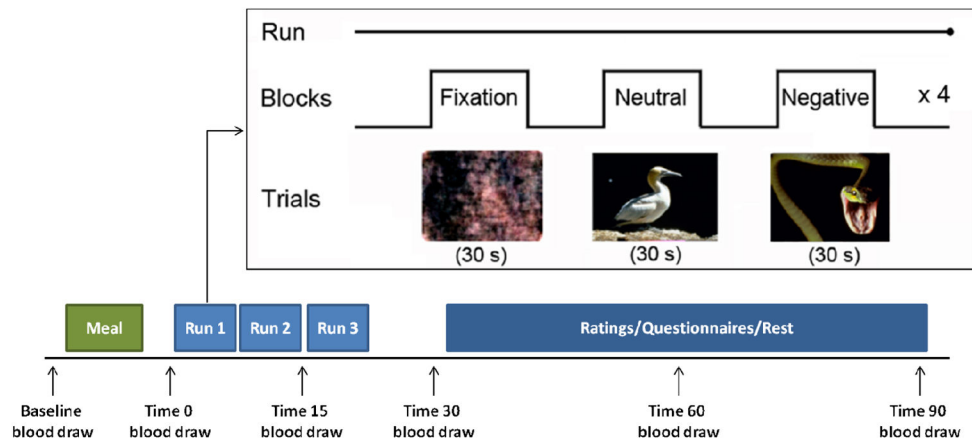 Run
Blocks
Fixation
Neutral
Negative
x 4
Trials
(30 s)
(30 s)
(30 s)
Meal
Run 1
Run 2
Run 3
Ratings/Questionnaires/Rest
Baseline
blood draw
Time 0
blood draw
Time 15
blood draw
Time 30
blood draw
Time 60
blood draw
Time 90
blood draw